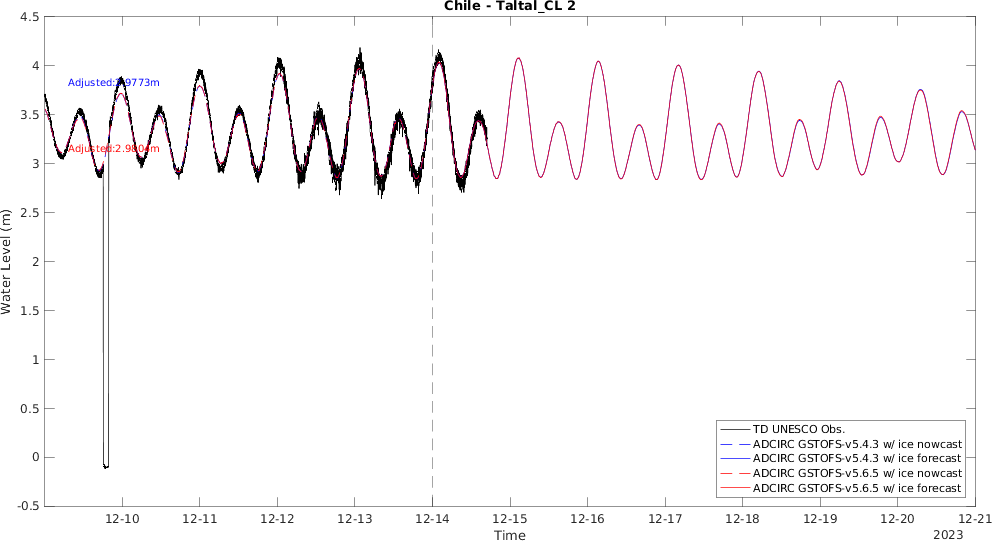 Chile - Taltal_CL 2
4.5
4
3.5
3
2.5
2
1.5
1
0.5
0
-0.5
Water Level (m)
Adjusted:2.9773m
Adjusted:2.9804m
TD UNESCO Obs.
ADCIRC GSTOFS-v5.4.3 w/ ice nowcast
ADCIRC GSTOFS-v5.4.3 w/ ice forecast
ADCIRC GSTOFS-v5.6.5 w/ ice nowcast
ADCIRC GSTOFS-v5.6.5 w/ ice forecast
12-10 12-11 12-12 12-13 12-14 12-15 12-16 12-17 12-18 12-19 12-20 12-21
Time
2023